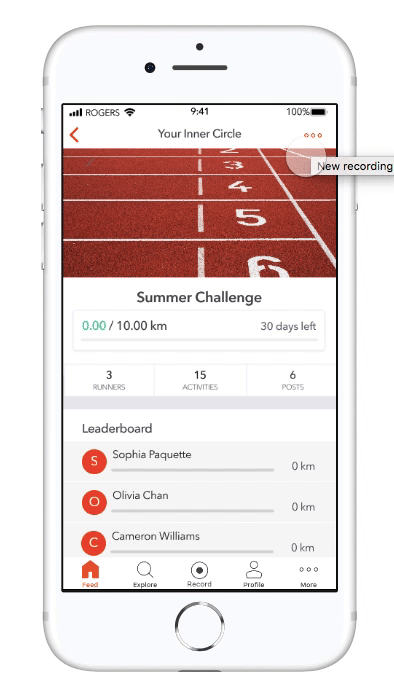 ROGERS 9:41 100%
Your Inner Circle
New recording
3
4
5
6
Summer Challenge
0.00 / 10.00 km 30 days left
3 15 6
RUNNERS ACTIVITIES POSTS
Leaderboard
S Sophia Paquette 0 km
O Olivia Chan 0 km
C Cameron Williams 0 km
Feed Explore Record Profile More